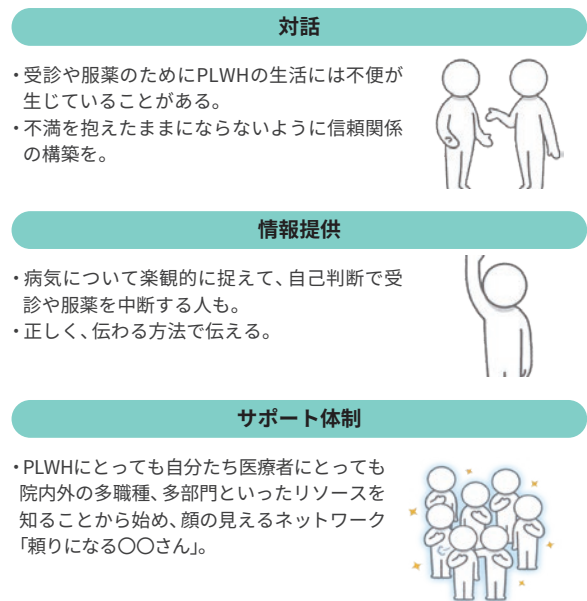 対話
・受診や服薬のためにPLWHの生活には不便が
生じていることがある。
・不満を抱えたままにならないように信頼関係
の構築を。
情報提供
・病気について楽観的に捉えて、自己判断で受
診や服薬を中断する人も。
・正しく、伝わる方法で伝える。
サポート体制
・PLWHにとっても自分たち医療者にとっても
院内外の多職種、多部門といったリソースを
知ることから始め、顔の見えるネットワーク
「頼りになる〇〇さん」。